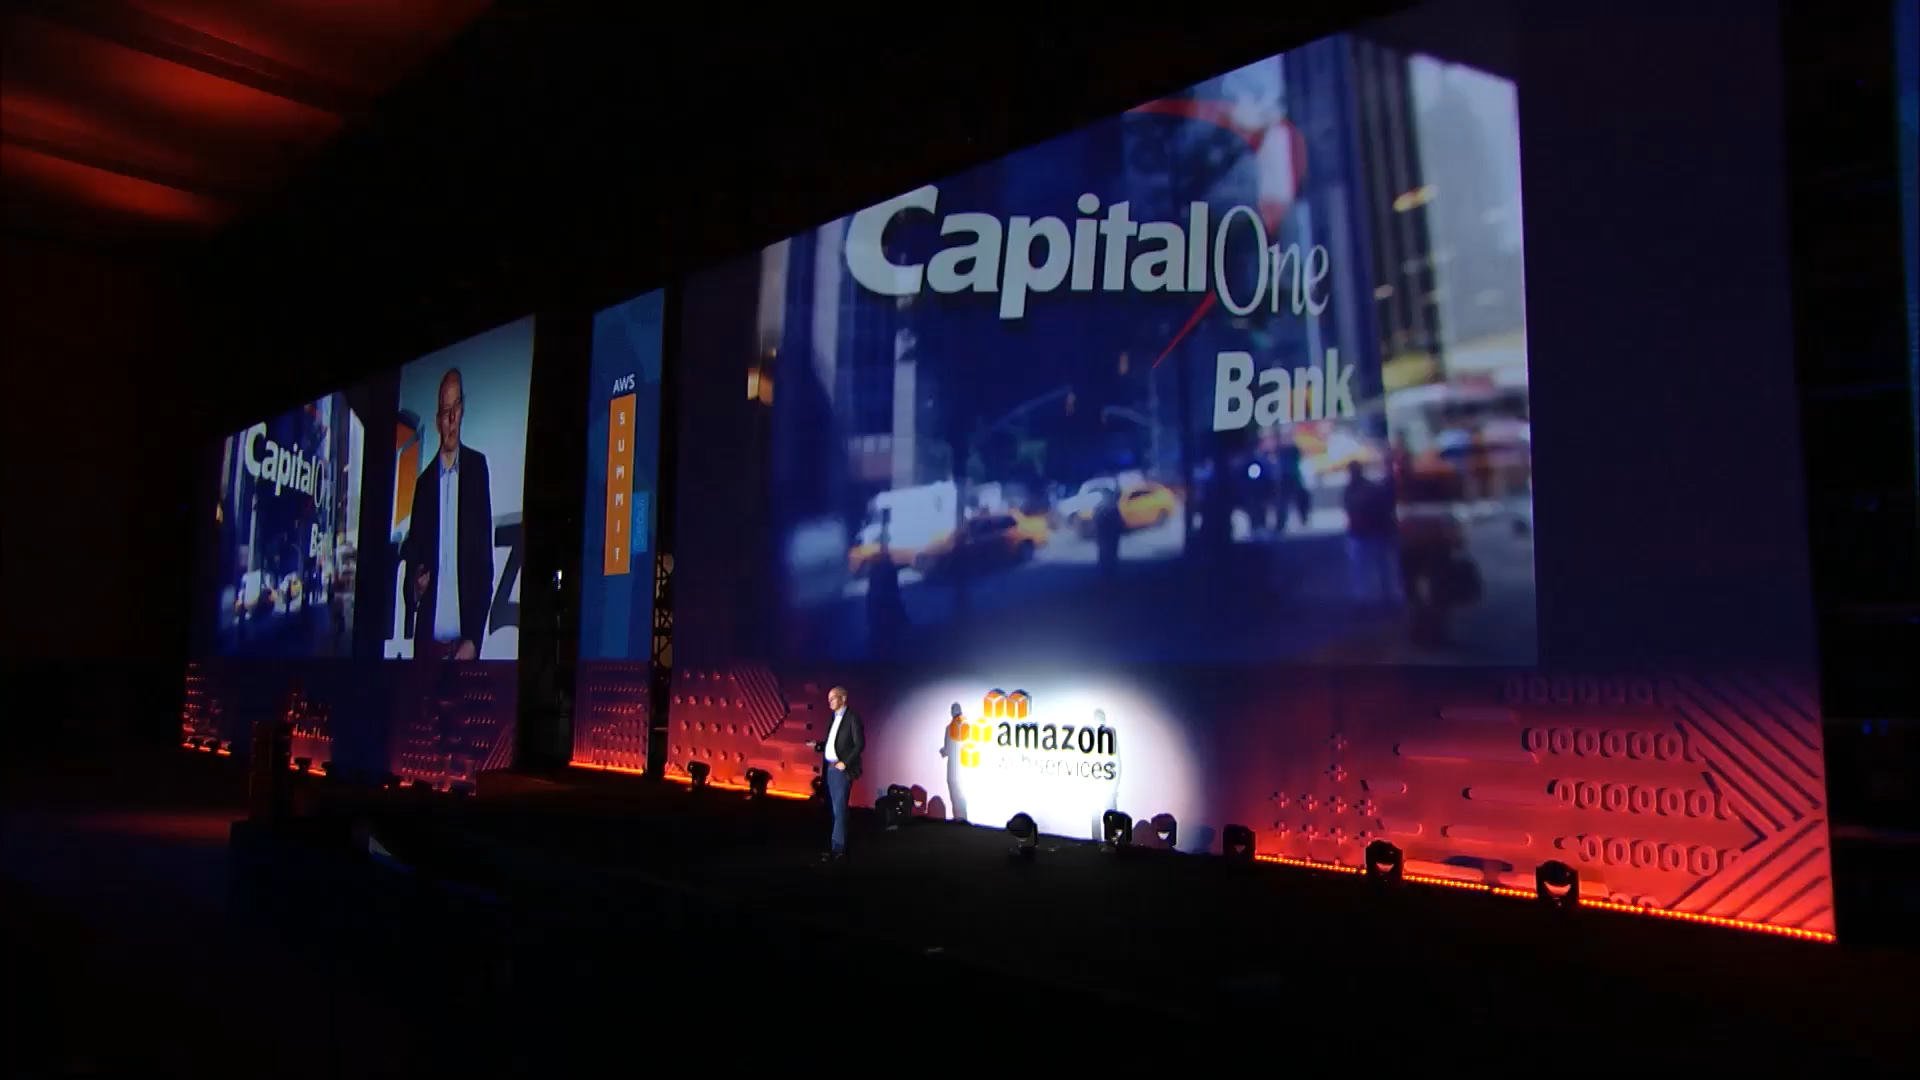 Capital One
Bank
Capital One
Bank
AWS
SUMMIT
amazon
web services